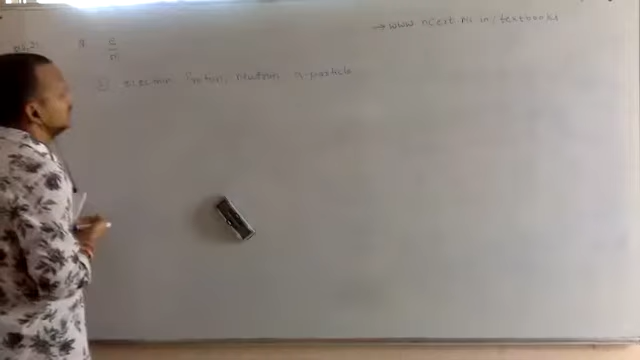 → www ncert nic in/textbooks
e
m
electron Proton, neutron α-particle